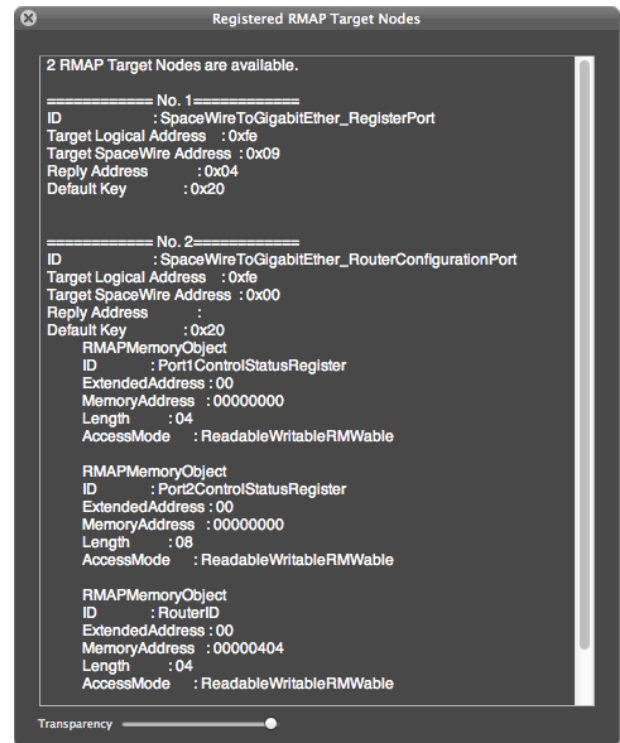 Registered RMAP Target Nodes
2 RMAP Target Nodes are available.
============ No. 1============
ID : SpaceWireToGigabitEther_RegisterPort
Target Logical Address : 0xfe
Target SpaceWire Address : 0x09
Reply Address : 0x04
Default Key : 0x20
============ No. 2============
ID : SpaceWireToGigabitEther_RouterConfigurationPort
Target Logical Address : 0xfe
Target SpaceWire Address : 0x00
Reply Address :
Default Key : 0x20
RMAPMemoryObject
ID : Port1ControlStatusRegister
ExtendedAddress : 00
MemoryAddress : 00000000
Length : 04
AccessMode : ReadableWritableRMWable
RMAPMemoryObject
ID : Port2ControlStatusRegister
ExtendedAddress : 00
MemoryAddress : 00000000
Length : 08
AccessMode : ReadableWritableRMWable
RMAPMemoryObject
ID : RouterID
ExtendedAddress : 00
MemoryAddress : 00000404
Length : 04
AccessMode : ReadableWritableRMWable
Transparency